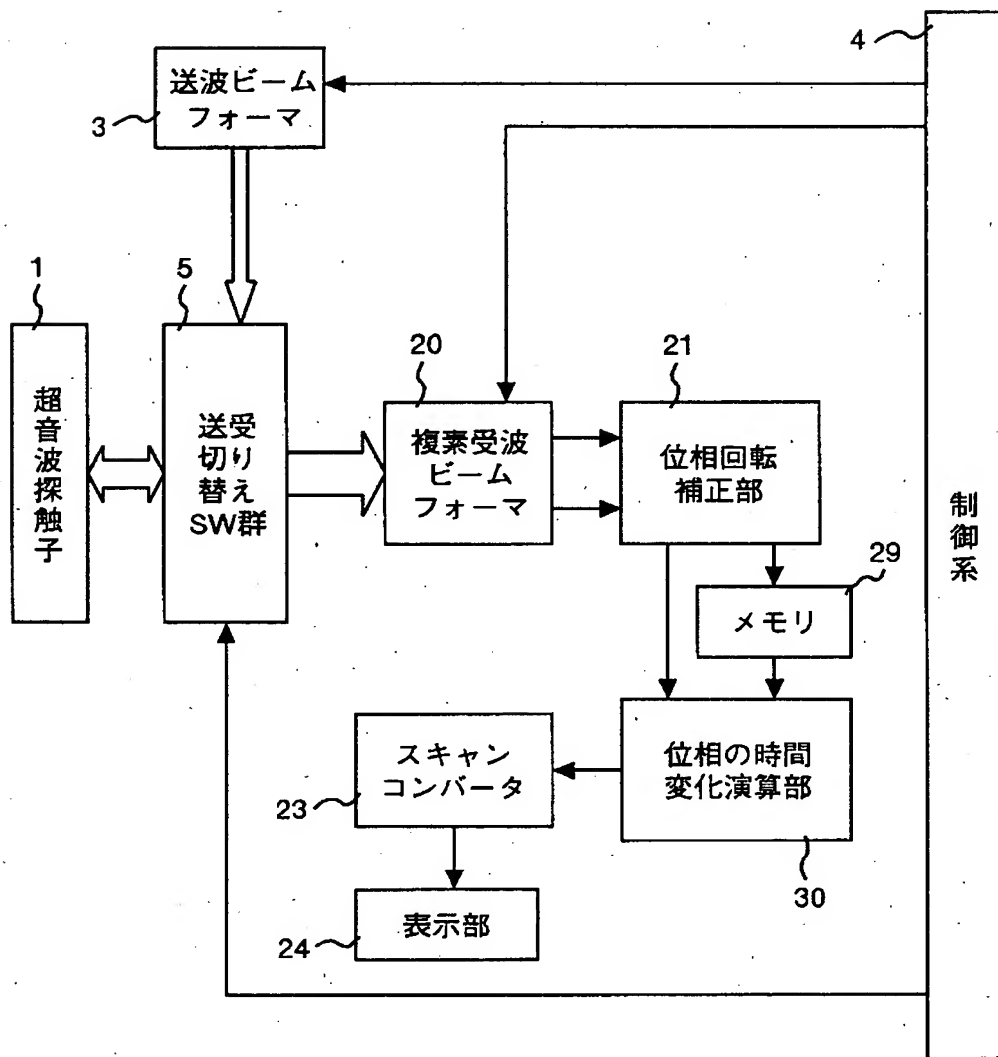 4
送波ビーム
フォーマ
3
1
5
20
21
超音波探触子
送受
切り
替え
SW群
複素受波
ビーム
フォーマ
位相回転
補正部
制御系
29
メモリ
スキャン
コンバータ
23
位相の時間
変化演算部
30
表示部
24